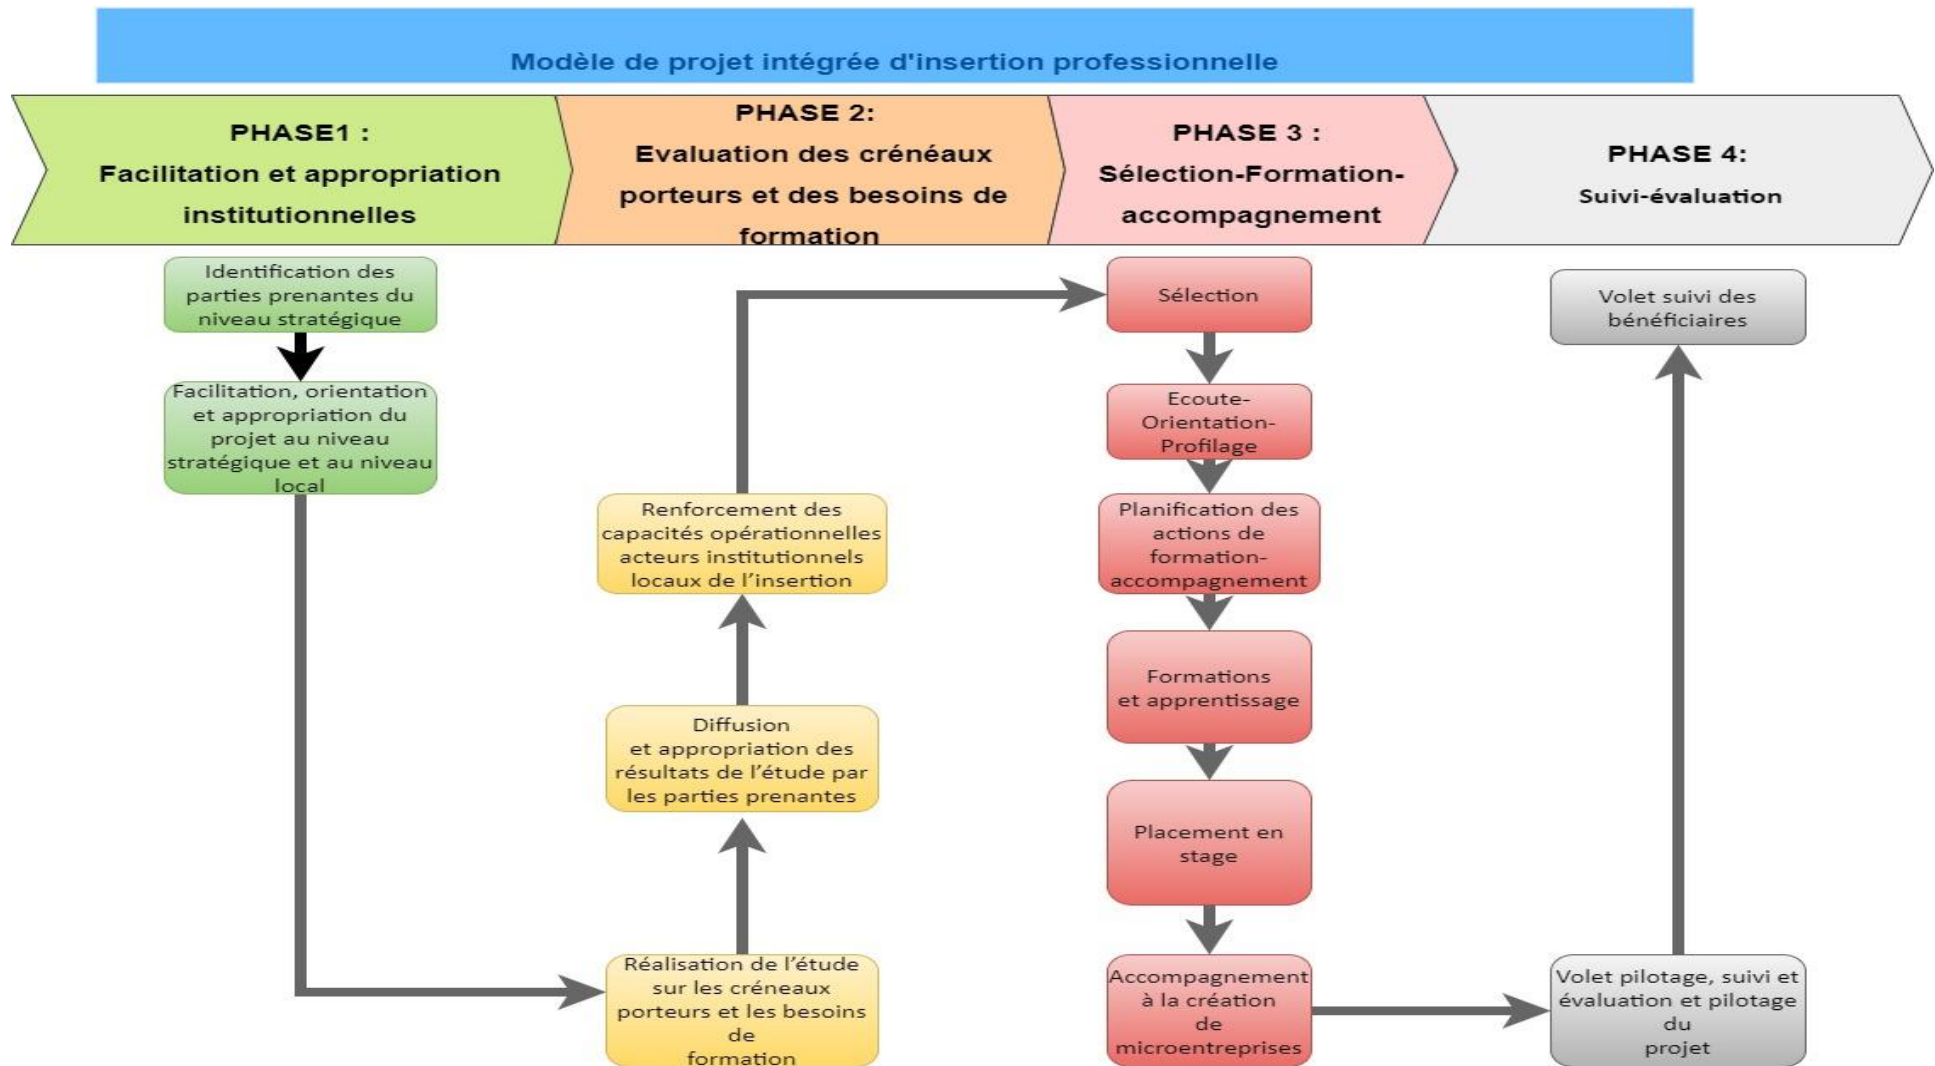 Modèle de projet intégrée d'insertion professionnelle
PHASE1 :
Facilitation et appropriation
institutionnelles
PHASE 2:
Evaluation des crénéaux
porteurs et des besoins de
formation
PHASE 3 :
Sélection-Formation-
accompagnement
PHASE 4:
Suivi-évaluation
Identification des
parties prenantes du
niveau stratégique
Facilitation, orientation
et appropriation du
projet au niveau
stratégique et au niveau
local
Renforcement des
capacités opérationnelles
acteurs institutionnels
locaux de l’insertion
Diffusion
et appropriation des
résultats de l’étude par
les parties prenantes
Réalisation de l’étude
sur les créneaux
porteurs et les besoins
de
formation
Sélection
Ecoute-
Orientation-
Profilage
Planification des
actions de
formation-
accompagnement
Formations
et apprentissage
Placement en
stage
Accompagnement
à la création
de
microentreprises
Volet suivi des
bénéficiaires
Volet pilotage, suivi et
évaluation et pilotage
du
projet